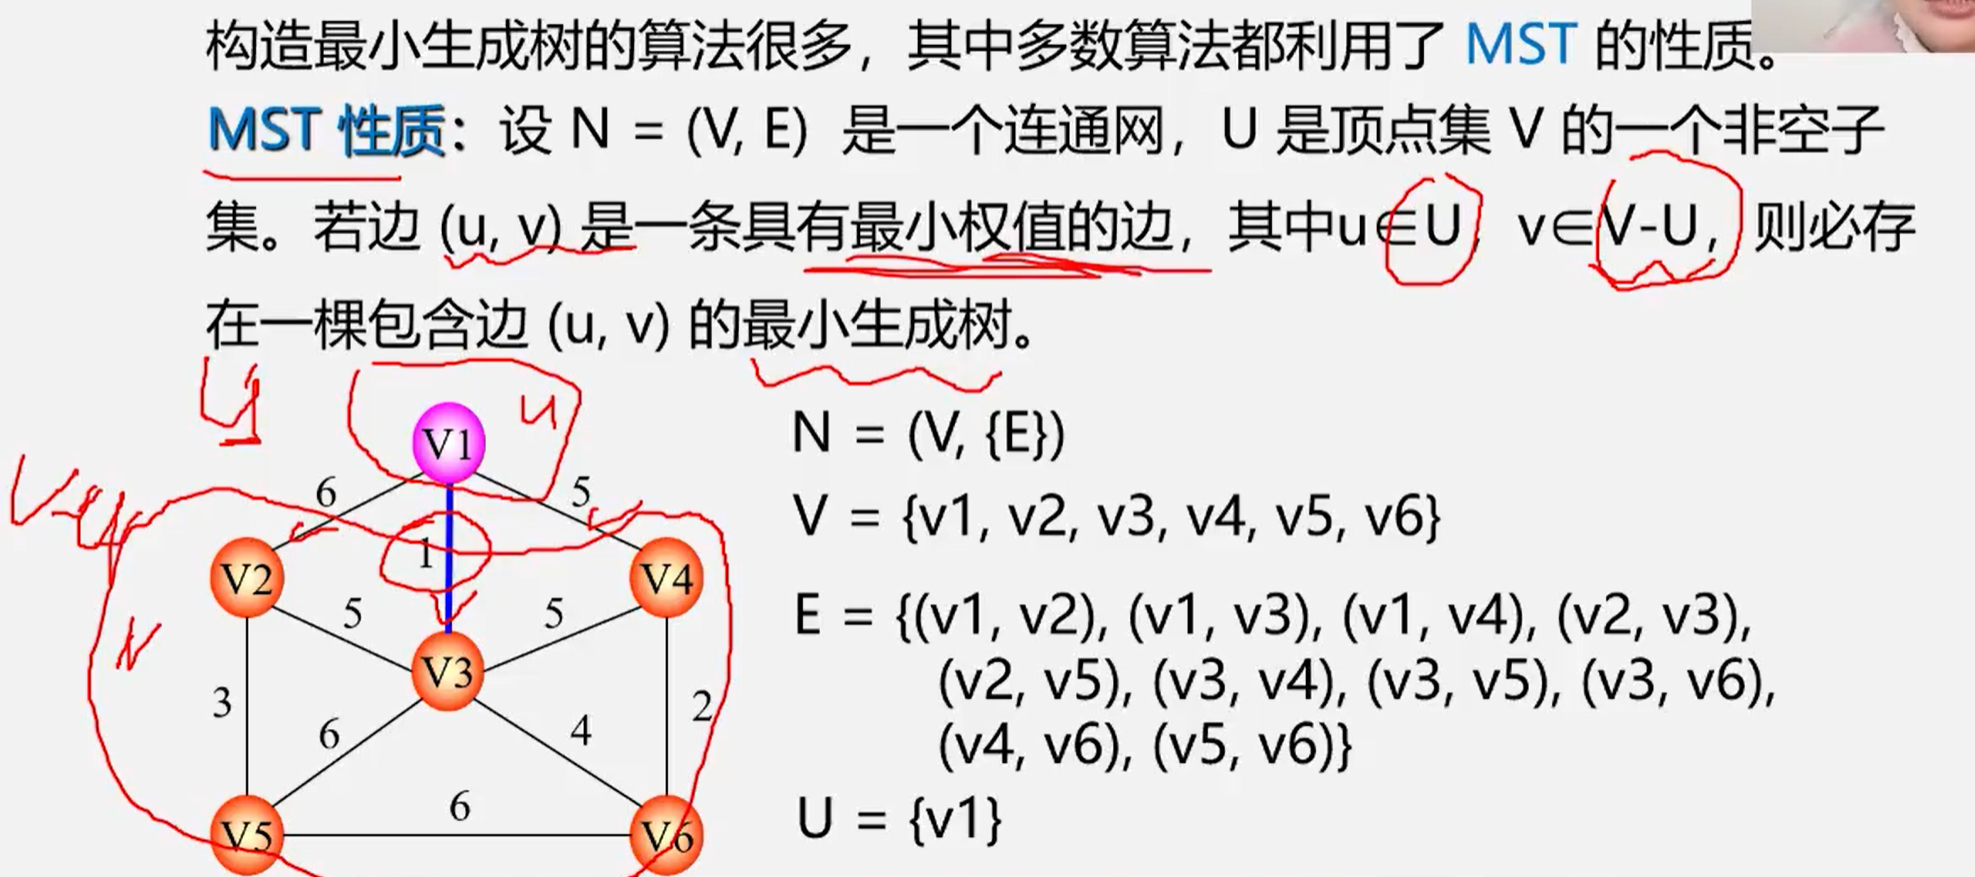 构造最小生成树的算法很多，其中多数算法都利用了 MST 的性质。
MST 性质：设 N = (V, E) 是一个连通网，U 是顶点集 V 的一个非空子
集。若边 (u, v) 是一条具有最小权值的边，其中u∈U，v∈V-U，则必存
在一棵包含边 (u, v) 的最小生成树。
U
V1
6
5
V-U
1
V2
V4
5
5
N
V3
3
2
6
4
6
V5
V6
N = (V, {E})
V = {v1, v2, v3, v4, v5, v6}
E = {(v1, v2), (v1, v3), (v1, v4), (v2, v3),
(v2, v5), (v3, v4), (v3, v5), (v3, v6),
(v4, v6), (v5, v6)}
U = {v1}